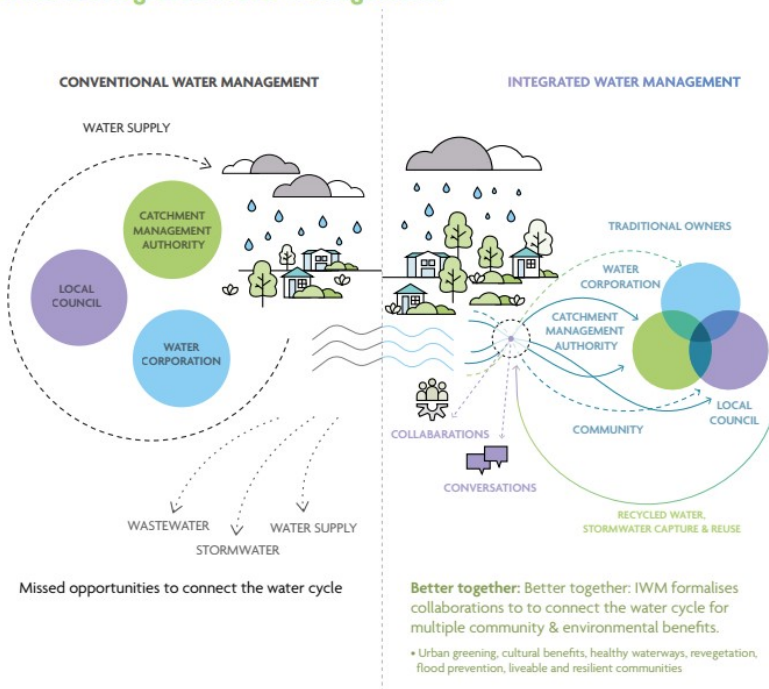 CONVENTIONAL WATER MANAGEMENT
WATER SUPPLY
CATCHMENT
MANAGEMENT
AUTHORITY
LOCAL
COUNCIL
WATER
CORPORATION
WASTEWATER
STORMWATER
WATER SUPPLY
Missed opportunities to connect the water cycle
INTEGRATED WATER MANAGEMENT
TRADITIONAL OWNERS
WATER
CORPORATION
CATCHMENT
MANAGEMENT
AUTHORITY
LOCAL
COUNCIL
COMMUNITY
COLLABARATIONS
CONVERSATIONS
RECYCLED WATER,
STORMWATER CAPTURE & REUSE
Better together: Better together: IWM formalises
collaborations to to connect the water cycle for
multiple community & environmental benefits.
• Urban greening, cultural benefits, healthy waterways, revegetation,
flood prevention, liveable and resilient communities